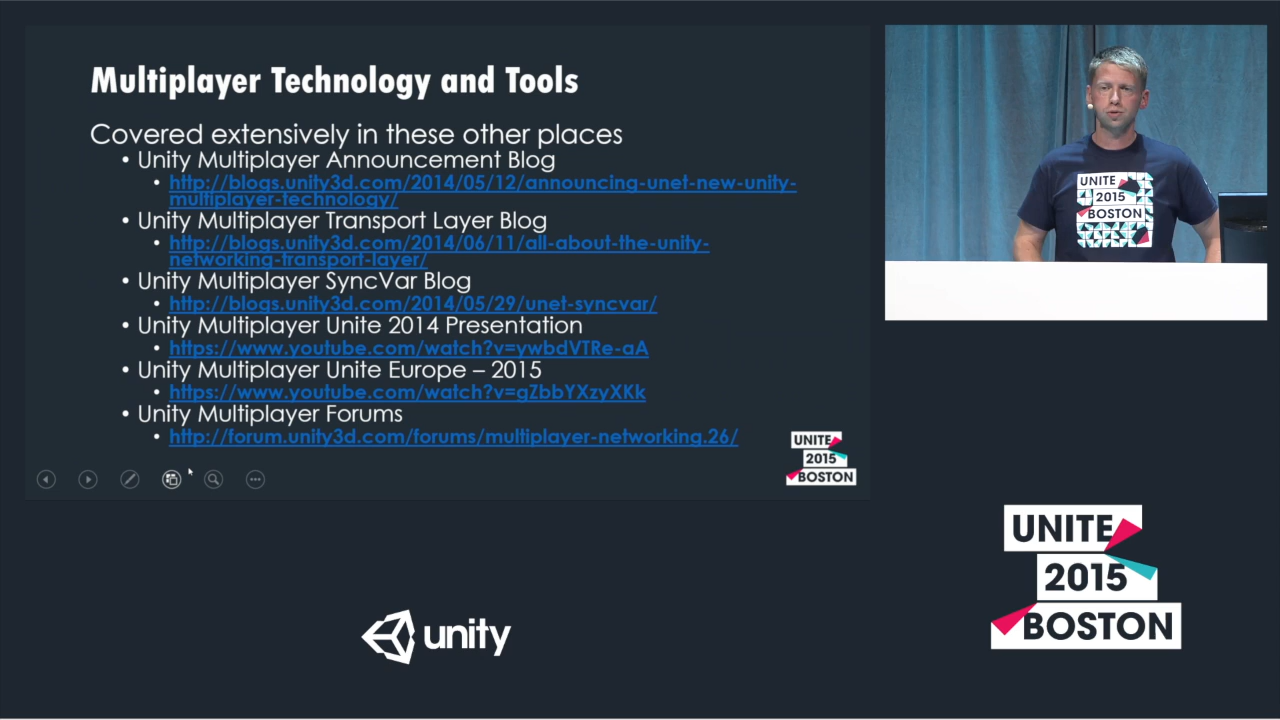 Multiplayer Technology and Tools
Covered extensively in these other places
• Unity Multiplayer Announcement Blog
• http://blogs.unity3d.com/2014/05/12/announcing-unet-new-unity-
multiplayer-technology/
• Unity Multiplayer Transport Layer Blog
• http://blogs.unity3d.com/2014/06/11/all-about-the-unity-
networking-transport-layer/
• Unity Multiplayer SyncVar Blog
• http://blogs.unity3d.com/2014/05/29/unet-syncvar/
• Unity Multiplayer Unite 2014 Presentation
• https://www.youtube.com/watch?v=ywbdVTRe-aA
• Unity Multiplayer Unite Europe – 2015
• https://www.youtube.com/watch?v=gZbbYXzyXKk
• Unity Multiplayer Forums
• http://forum.unity3d.com/forums/multiplayer-networking.26/
UNITE
2015
BOSTON
UNITE
2015
BOSTON
unity
UNITE
2015
BOSTON